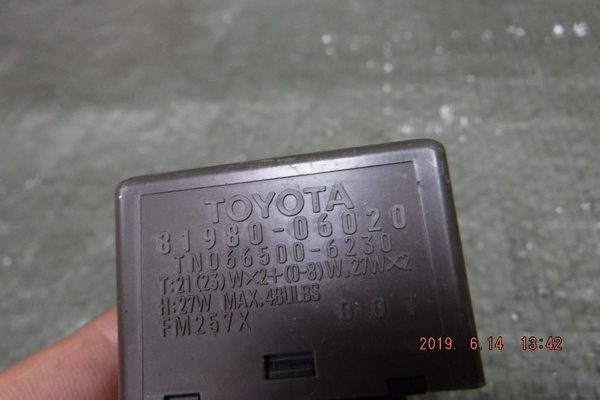 TOYOTA
81980-06020
TN066500-6230
T:21(23)W×2+(0-8)W,27W×2
H:27W MAX.4BULBS
FM257X DOT
2019. 6.14 13:42